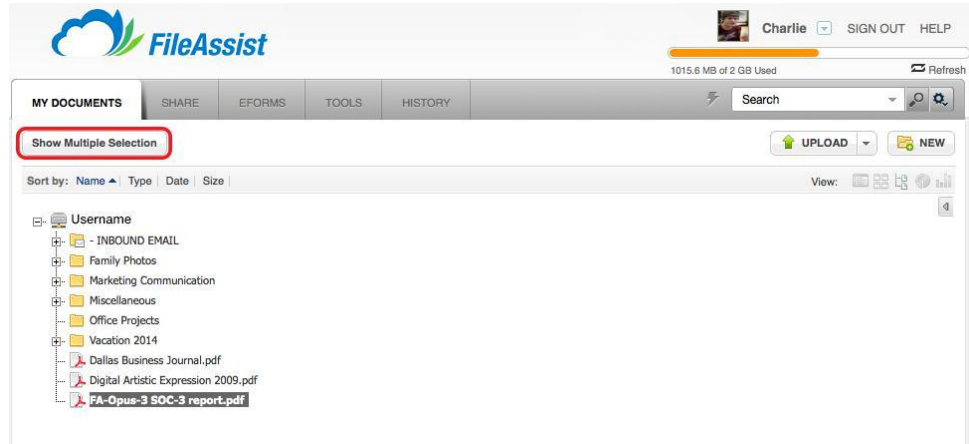 FileAssist
Charlie SIGN OUT HELP
1015.6 MB of 2 GB Used Refresh
MY DOCUMENTS SHARE EFORMS TOOLS HISTORY Search
Show Multiple Selection UPLOAD NEW
Sort by: Name Type Date Size View:
Username
- INBOUND EMAIL
Family Photos
Marketing Communication
Miscellaneous
Office Projects
Vacation 2014
Dallas Business Journal.pdf
Digital Artistic Expression 2009.pdf
FA-Opus-3 SOC-3 report.pdf